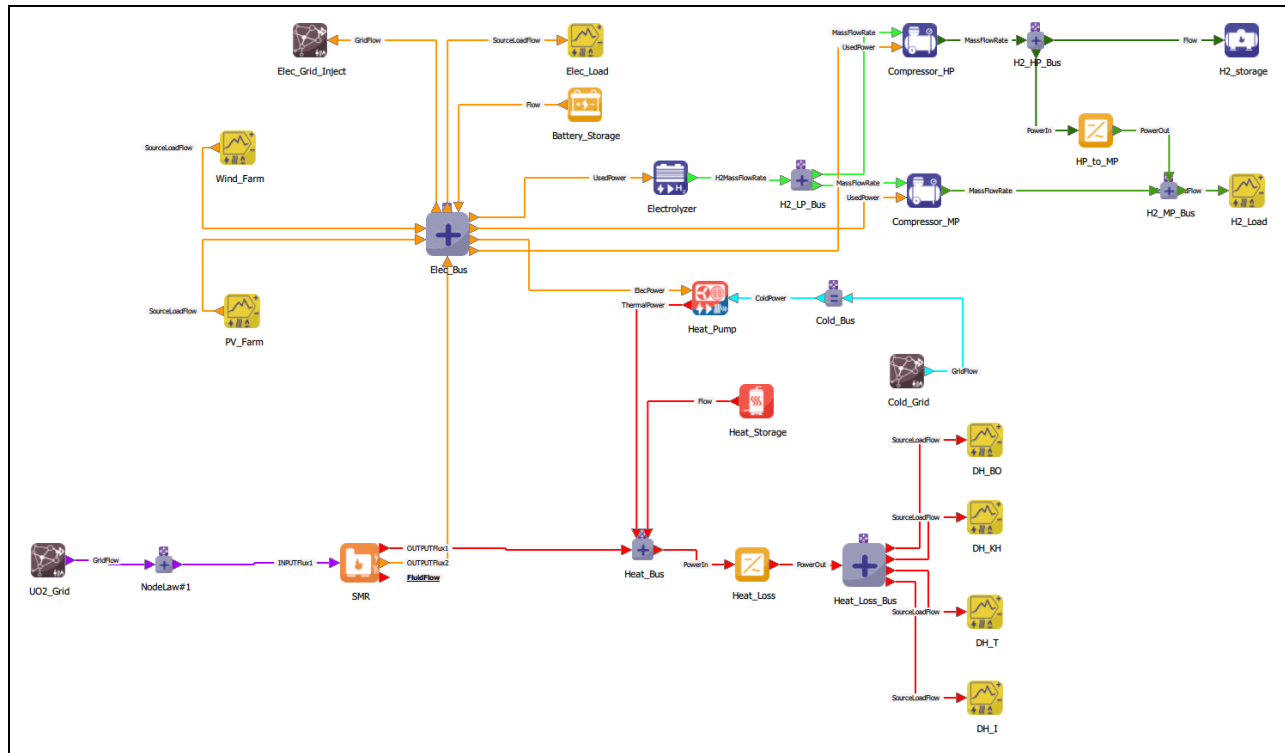 GridFlow
Elec_Grid_Inject
SourceLoadFlow
Elec_Load
Flow
Battery_Storage
SourceLoadFlow
Wind_Farm
SourceLoadFlow
PV_Farm
Elec_Bus
UsedPower
Electrolyzer
H2MassFlowRate
H2_LP_Bus
MassFlowRate
UsedPower
Compressor_HP
MassFlowRate
H2_HP_Bus
Flow
H2_storage
PowerIn
HP_to_MP
PowerOut
MassFlowRate
UsedPower
Compressor_MP
MassFlowRate
H2_MP_Bus
H2_Load
ElecPower
ThermalPower
Heat_Pump
ColdPower
Cold_Bus
Cold_Grid
GridFlow
Flow
Heat_Storage
UO2_Grid
GridFlow
NodeLaw#1
INPUTFlux1
SMR
OUTPUTFlux1
OUTPUTFlux2
FluidFlow
Heat_Bus
PowerIn
Heat_Loss
PowerOut
Heat_Loss_Bus
SourceLoadFlow
DH_BO
SourceLoadFlow
DH_KH
SourceLoadFlow
DH_T
SourceLoadFlow
DH_I